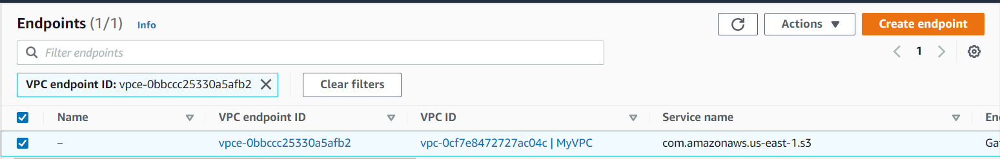 Endpoints (1/1) Info
Actions
Create endpoint
Filter endpoints
1
VPC endpoint ID: vpce-0bbccc25330a5afb2
Clear filters
Name VPC endpoint ID VPC ID Service name En
– vpce-0bbccc25330a5afb2 vpc-0cf7e8472727ac04c | MyVPC com.amazonaws.us-east-1.s3 Gat